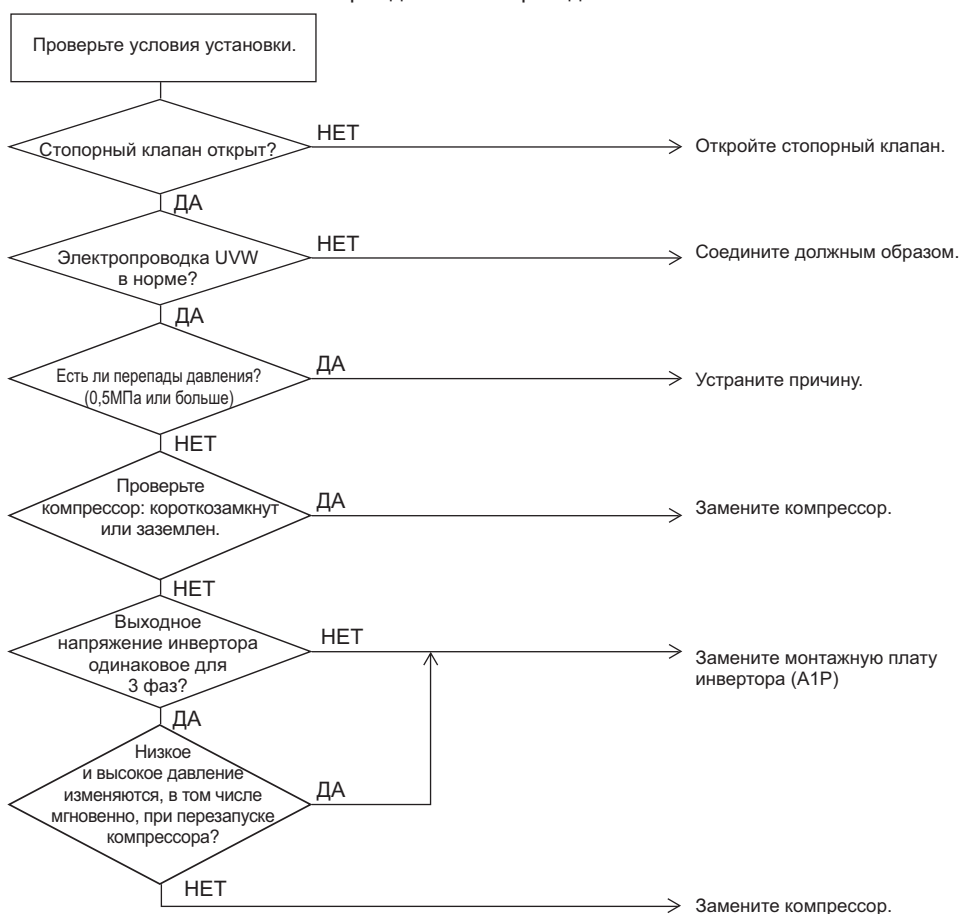 Проверьте условия установки.
НЕТ
Стопорный клапан открыт?
Откройте стопорный клапан.
ДА
НЕТ
Электропроводка UVW
в норме?
Соедините должным образом.
ДА
ДА
Есть ли перепады давления?
(0,5МПа или больше)
Устраните причину.
НЕТ
Проверьте
компрессор: короткозамкнут
или заземлен.
ДА
Замените компрессор.
НЕТ
Выходное
напряжение инвертора
одинаковое для
3 фаз?
НЕТ
Замените монтажную плату
инвертора (A1P)
ДА
Низкое
и высокое давление
изменяются, в том числе
мгновенно, при перезапуске
компрессора?
ДА
НЕТ
Замените компрессор.